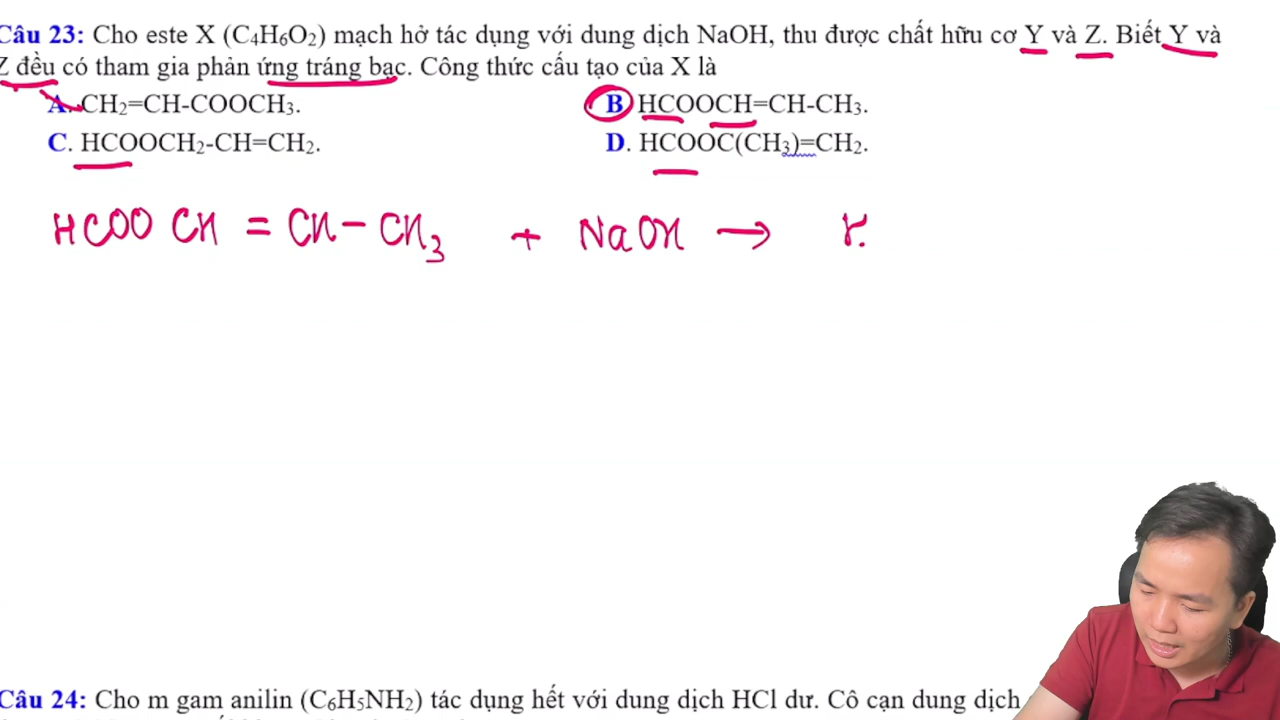 Câu 23: Cho este X (C₄H₆O₂) mạch hở tác dụng với dung dịch NaOH, thu được chất hữu cơ Y và Z. Biết Y và
Z đều có tham gia phản ứng tráng bạc. Công thức cấu tạo của X là
A. CH₂=CH-COOCH₃. B HCOOCH=CH-CH₃.
C. HCOOCH₂-CH=CH₂. D. HCOOC(CH₃)=CH₂.
HCOO CH = CH - CH₃ + NaOH →
Câu 24: Cho m gam anilin (C₆H₅NH₂) tác dụng hết với dung dịch HCl dư. Cô cạn dung dịch